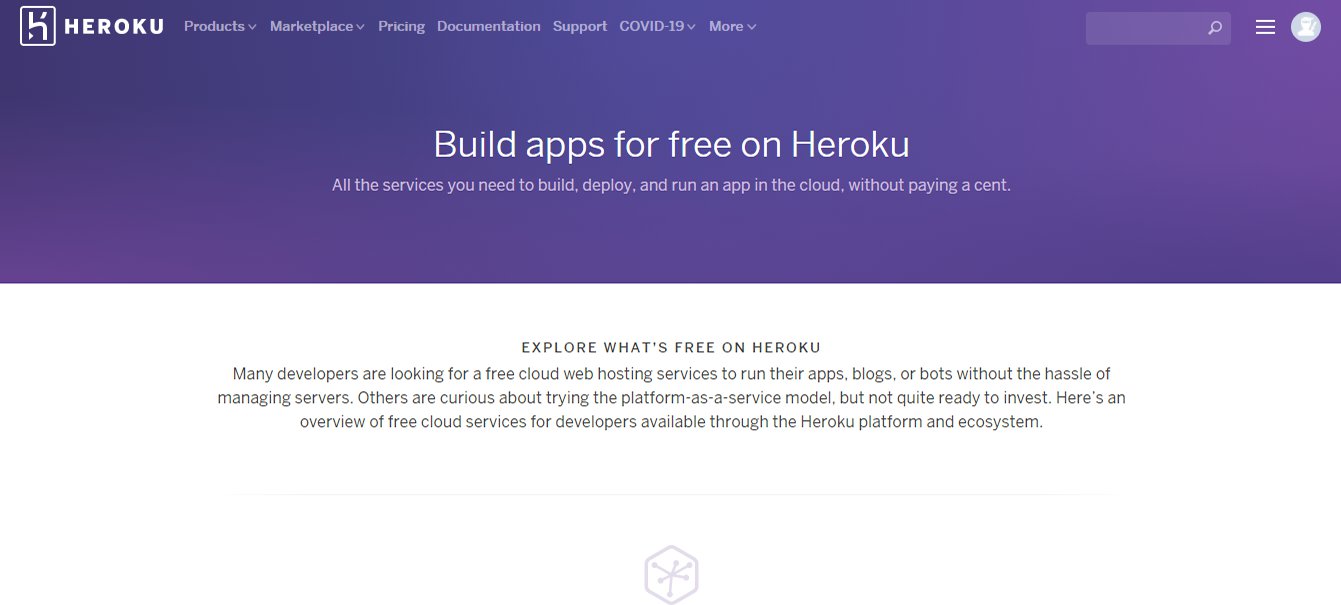 HEROKU Products Marketplace Pricing Documentation Support COVID-19 More
Build apps for free on Heroku
All the services you need to build, deploy, and run an app in the cloud, without paying a cent.
EXPLORE WHAT'S FREE ON HEROKU
Many developers are looking for a free cloud web hosting services to run their apps, blogs, or bots without the hassle of
managing servers. Others are curious about trying the platform-as-a-service model, but not quite ready to invest. Here's an
overview of free cloud services for developers available through the Heroku platform and ecosystem.